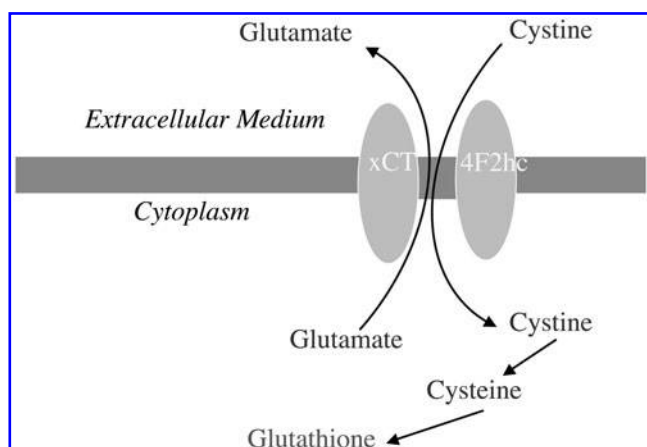 Glutamate
Cystine
Extracellular Medium
xCT
4F2hc
Cytoplasm
Glutamate
Cystine
Cysteine
Glutathione